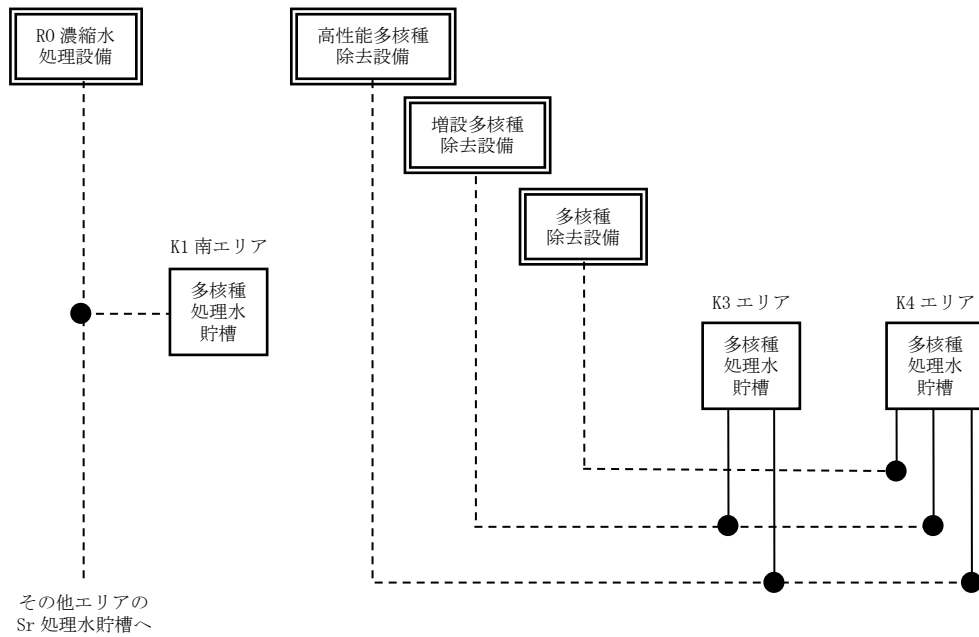 RO 濃縮水
処理設備
高性能多核種
除去設備
増設多核種
除去設備
多核種
除去設備
K1 南エリア
多核種
処理水
貯槽
K3 エリア
多核種
処理水
貯槽
K4 エリア
多核種
処理水
貯槽
その他エリアの
Sr 処理水貯槽へ